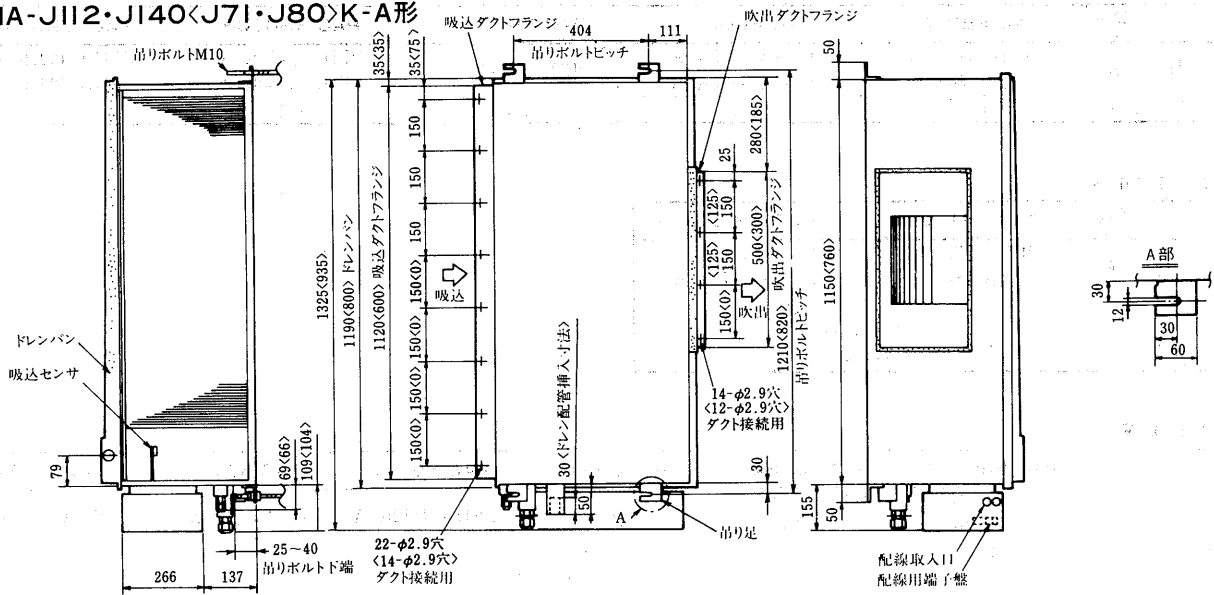 IA-J112・J140〈J71・J80〉K-A形
吊りボルトM10
吸込ダクトフランジ
404
111
吊りボルトピッチ
吹出ダクトフランジ
35〈35〉
35〈75〉
50
150
150
150
150〈0〉
150〈0〉
150〈0〉
150〈0〉
1325〈935〉
1190〈800〉ドレンパン
1120〈600〉吸込ダクトフランジ
吸込
280〈185〉
25
〈125〉
150
〈125〉
150
150〈0〉
500〈300〉
吹出ダクトフランジ
吹出
1210〈820〉
吊りボルトピッチ
1150〈760〉
A部
30
12
30
60
ドレンパン
吸込センサ
79
69〈66〉
109〈104〉
30〈ドレン配管挿入寸法〉
50
14-φ2.9穴
〈12-φ2.9穴〉
ダクト接続用
30
A
吊り足
155
50
25~40
吊りボルト下端
266
137
22-φ2.9穴
〈14-φ2.9穴〉
ダクト接続用
配線取入口
配線用端子盤